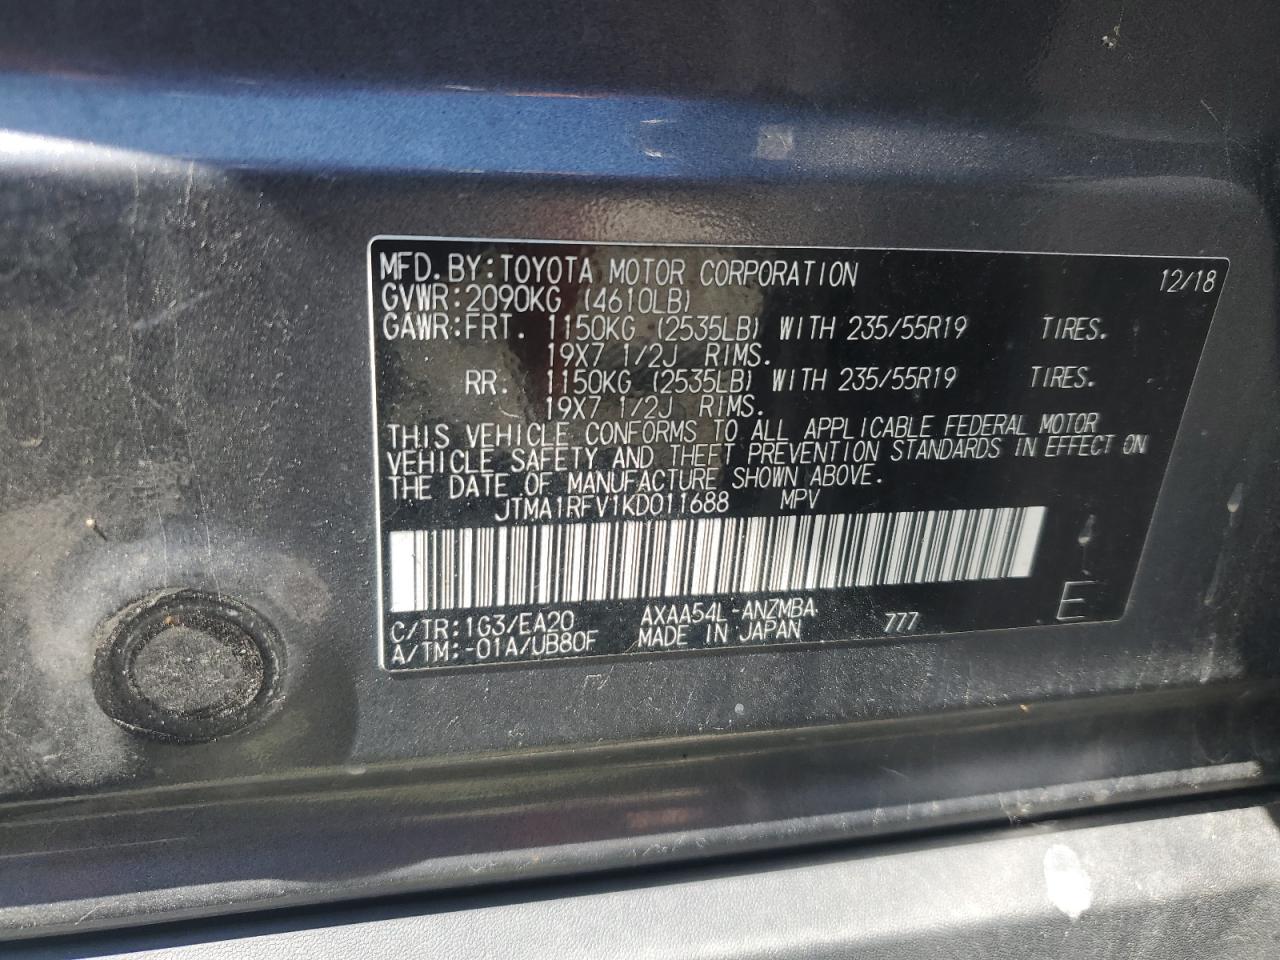 MFD.BY:TOYOTA MOTOR CORPORATION 12/18
GVWR:2090KG (4610LB)
GAWR:FRT. 1150KG (2535LB) WITH 235/55R19 TIRES.
19X7 1/2J RIMS.
RR. 1150KG (2535LB) WITH 235/55R19 TIRES.
19X7 1/2J RIMS.
THIS VEHICLE CONFORMS TO ALL APPLICABLE FEDERAL MOTOR
VEHICLE SAFETY AND THEFT PREVENTION STANDARDS IN EFFECT ON
THE DATE OF MANUFACTURE SHOWN ABOVE.
JTMA1RFV1KD011688 MPV
C/TR:1G3/EA20 AXAA54L-ANZMBA 777 E
A/TM:-01A/UB80F MADE IN JAPAN